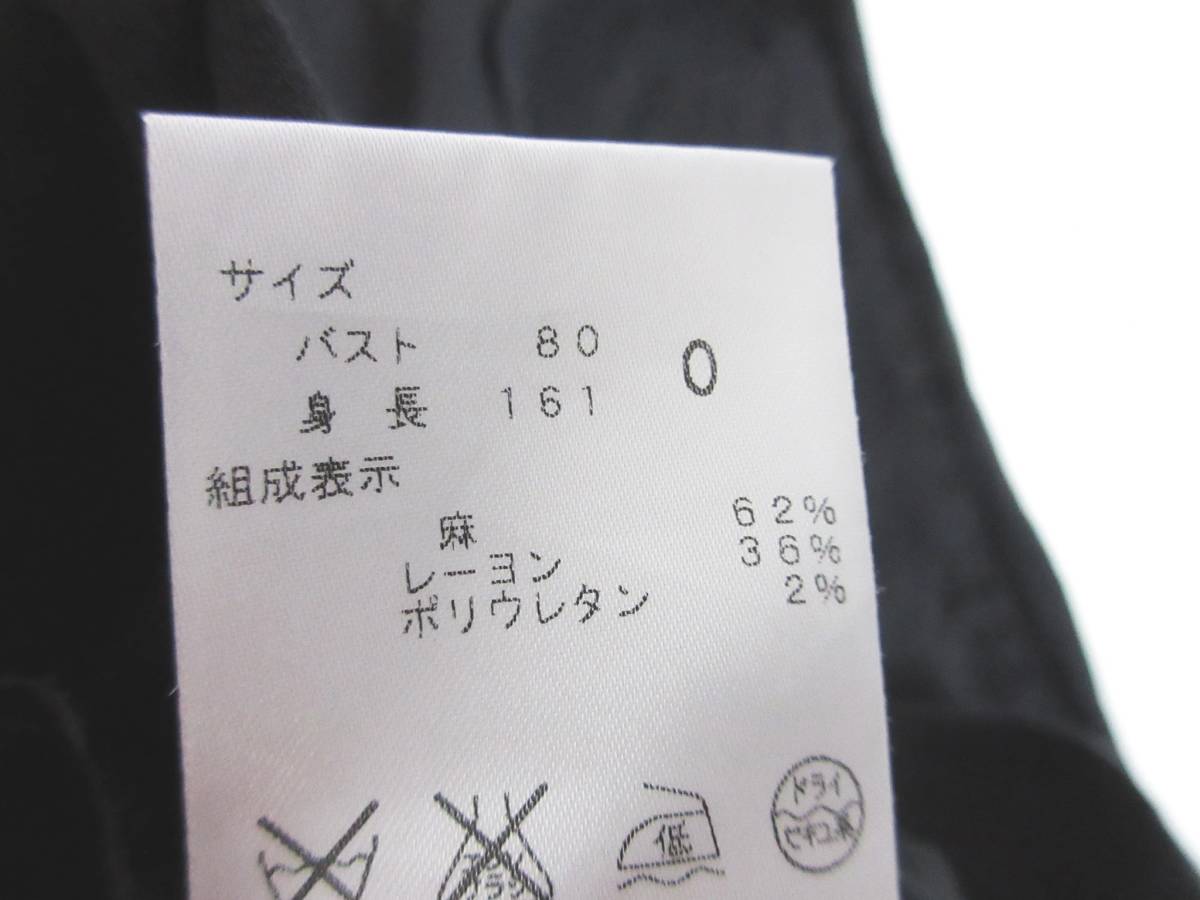 サイズ
バスト 80 0
身長 161
組成表示
麻 62%
レーヨン 36%
ポリウレタン 2%
低
ドライ